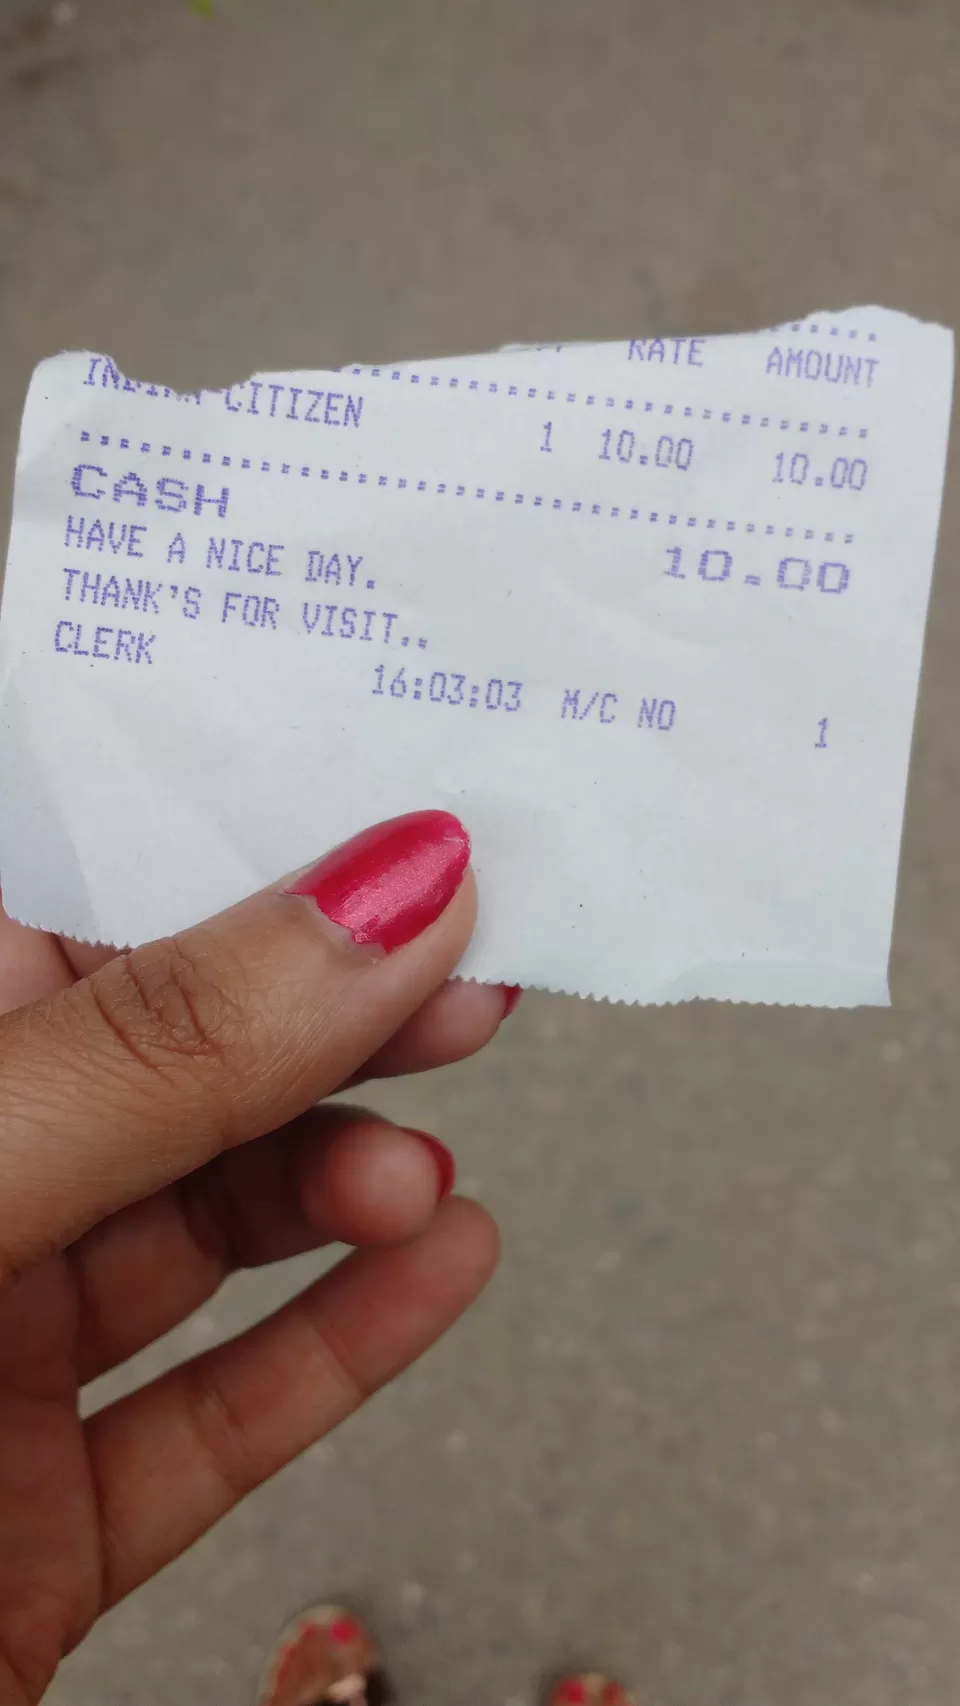 RATE AMOUNT
INDIAN CITIZEN 1 10.00 10.00
CASH 10.00
HAVE A NICE DAY.
THANK'S FOR VISIT..
CLERK 16:03:03 M/C NO 1